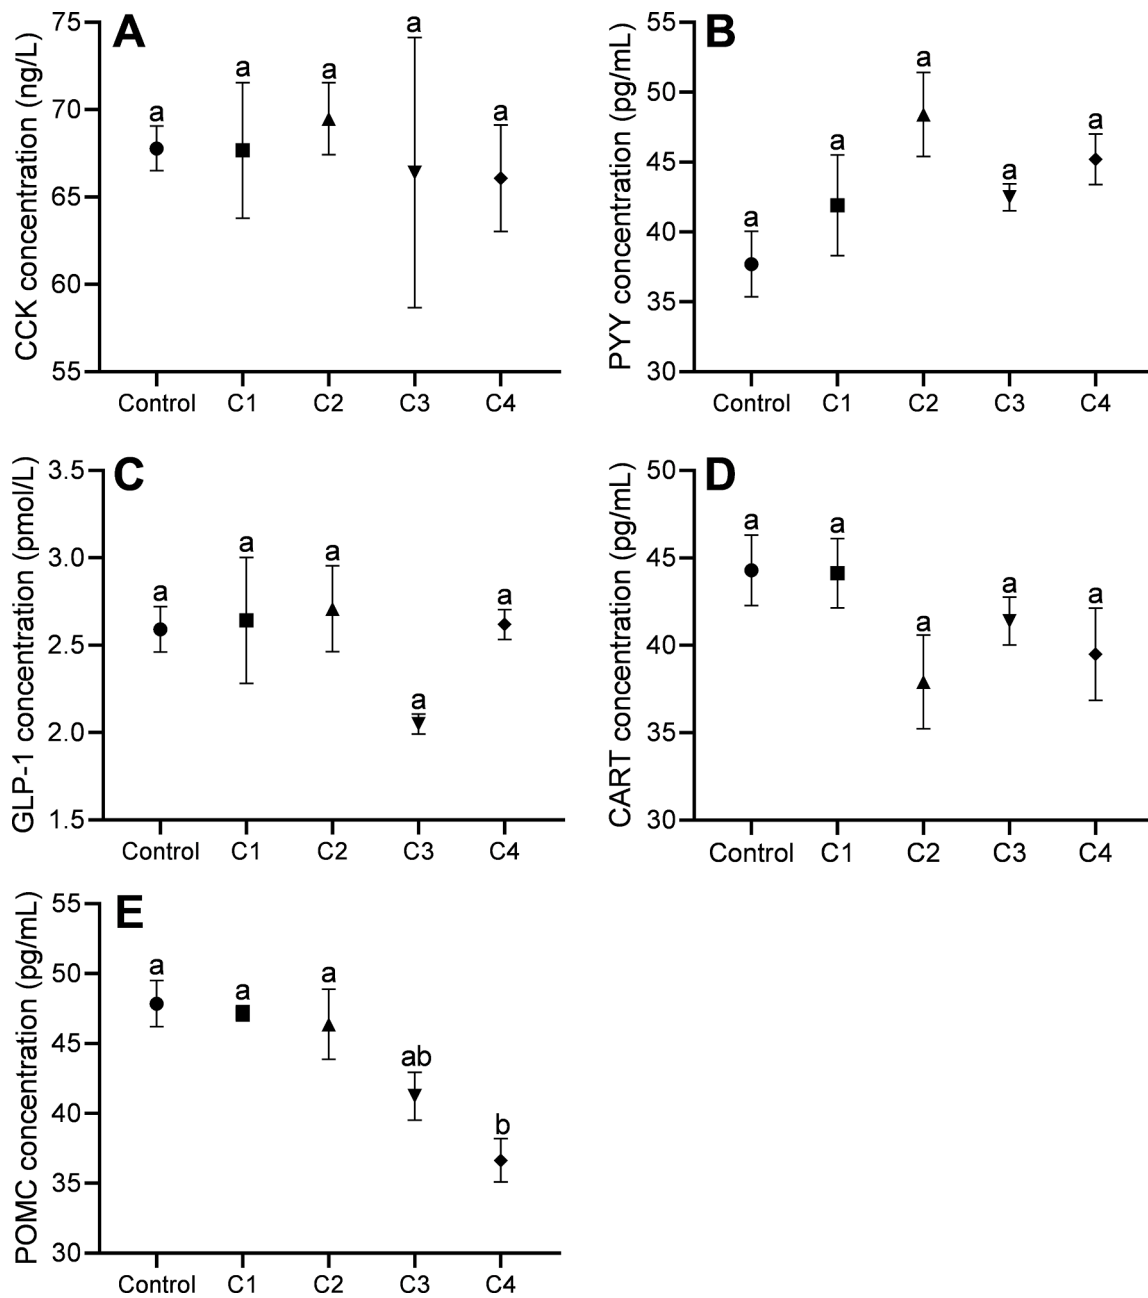 A
CCK concentration (ng/L)
75
70
65
60
55
a a a a a
Control C1 C2 C3 C4
B
PYY concentration (pg/mL)
55
50
45
40
35
30
a a a a a
Control C1 C2 C3 C4
C
GLP-1 concentration (pmol/L)
3.5
3.0
2.5
2.0
1.5
a a a a a
Control C1 C2 C3 C4
D
CART concentration (pg/mL)
50
45
40
35
30
a a a a a
Control C1 C2 C3 C4
E
POMC concentration (pg/mL)
55
50
45
40
35
30
a a a ab b
Control C1 C2 C3 C4